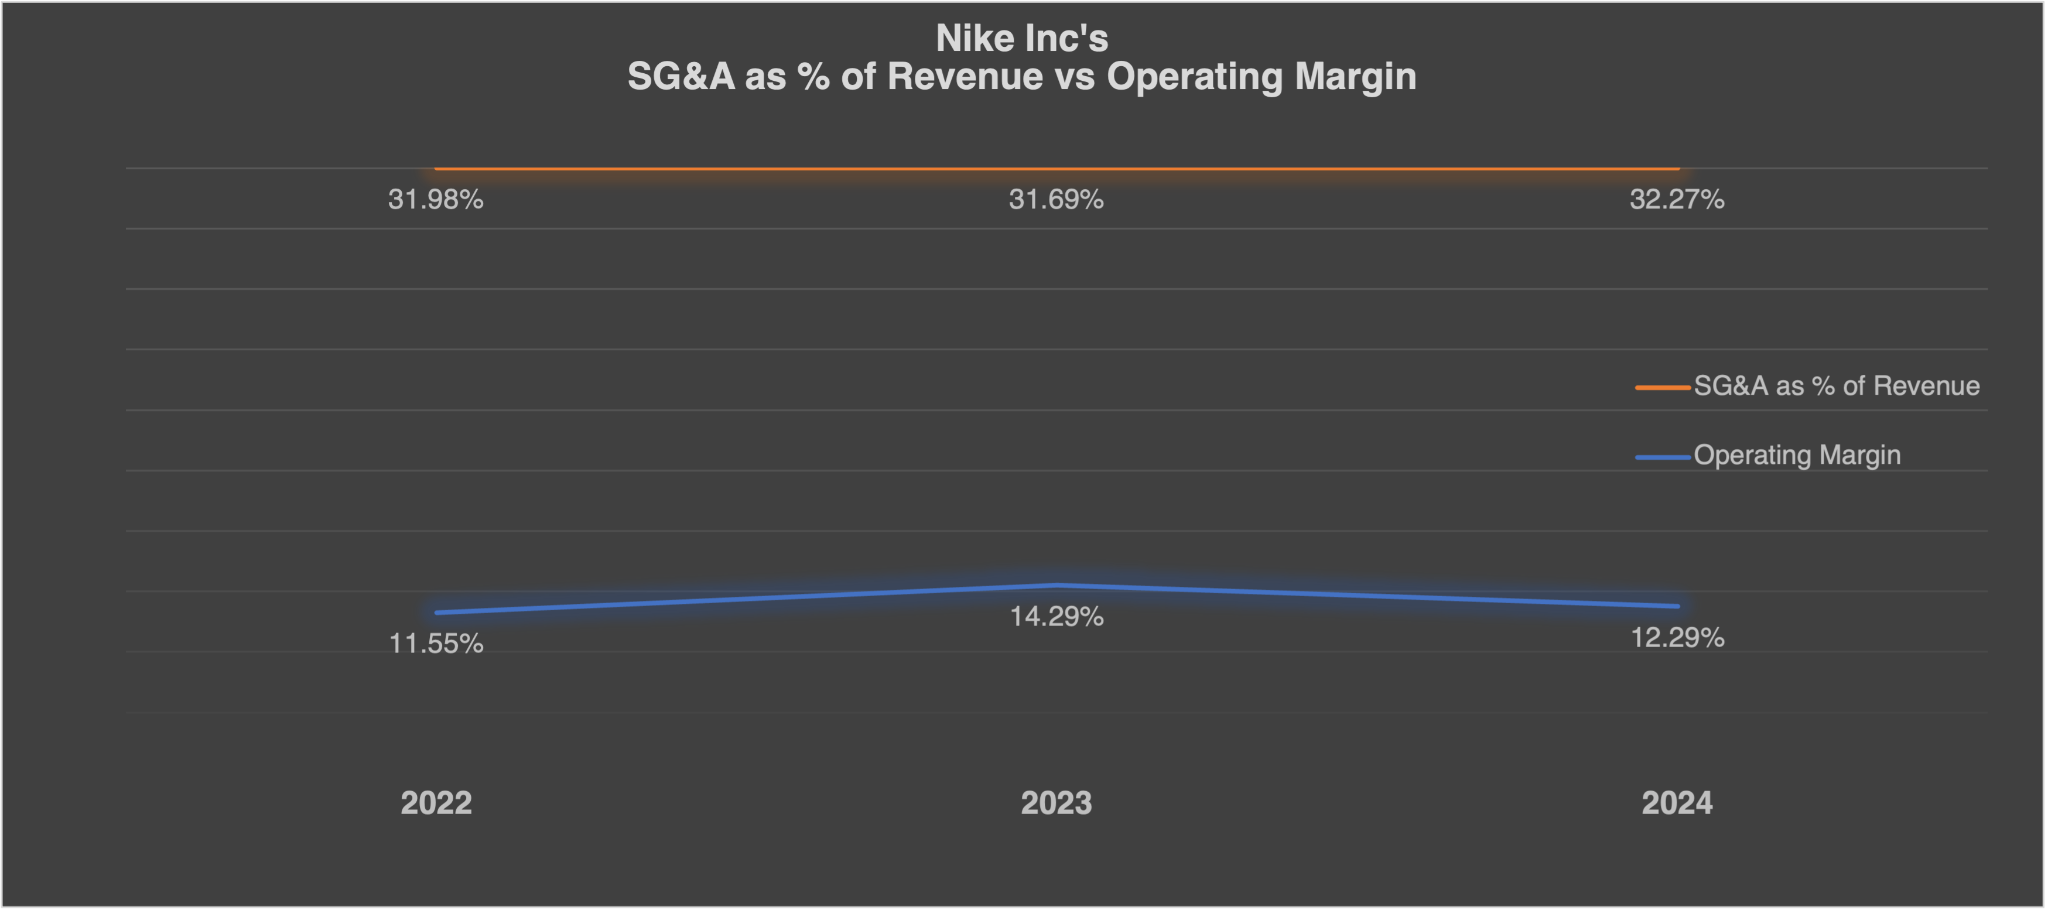 Nike Inc's
SG&A as % of Revenue vs Operating Margin
31.98%
31.69%
32.27%
SG&A as % of Revenue
Operating Margin
11.55%
14.29%
12.29%
2022
2023
2024